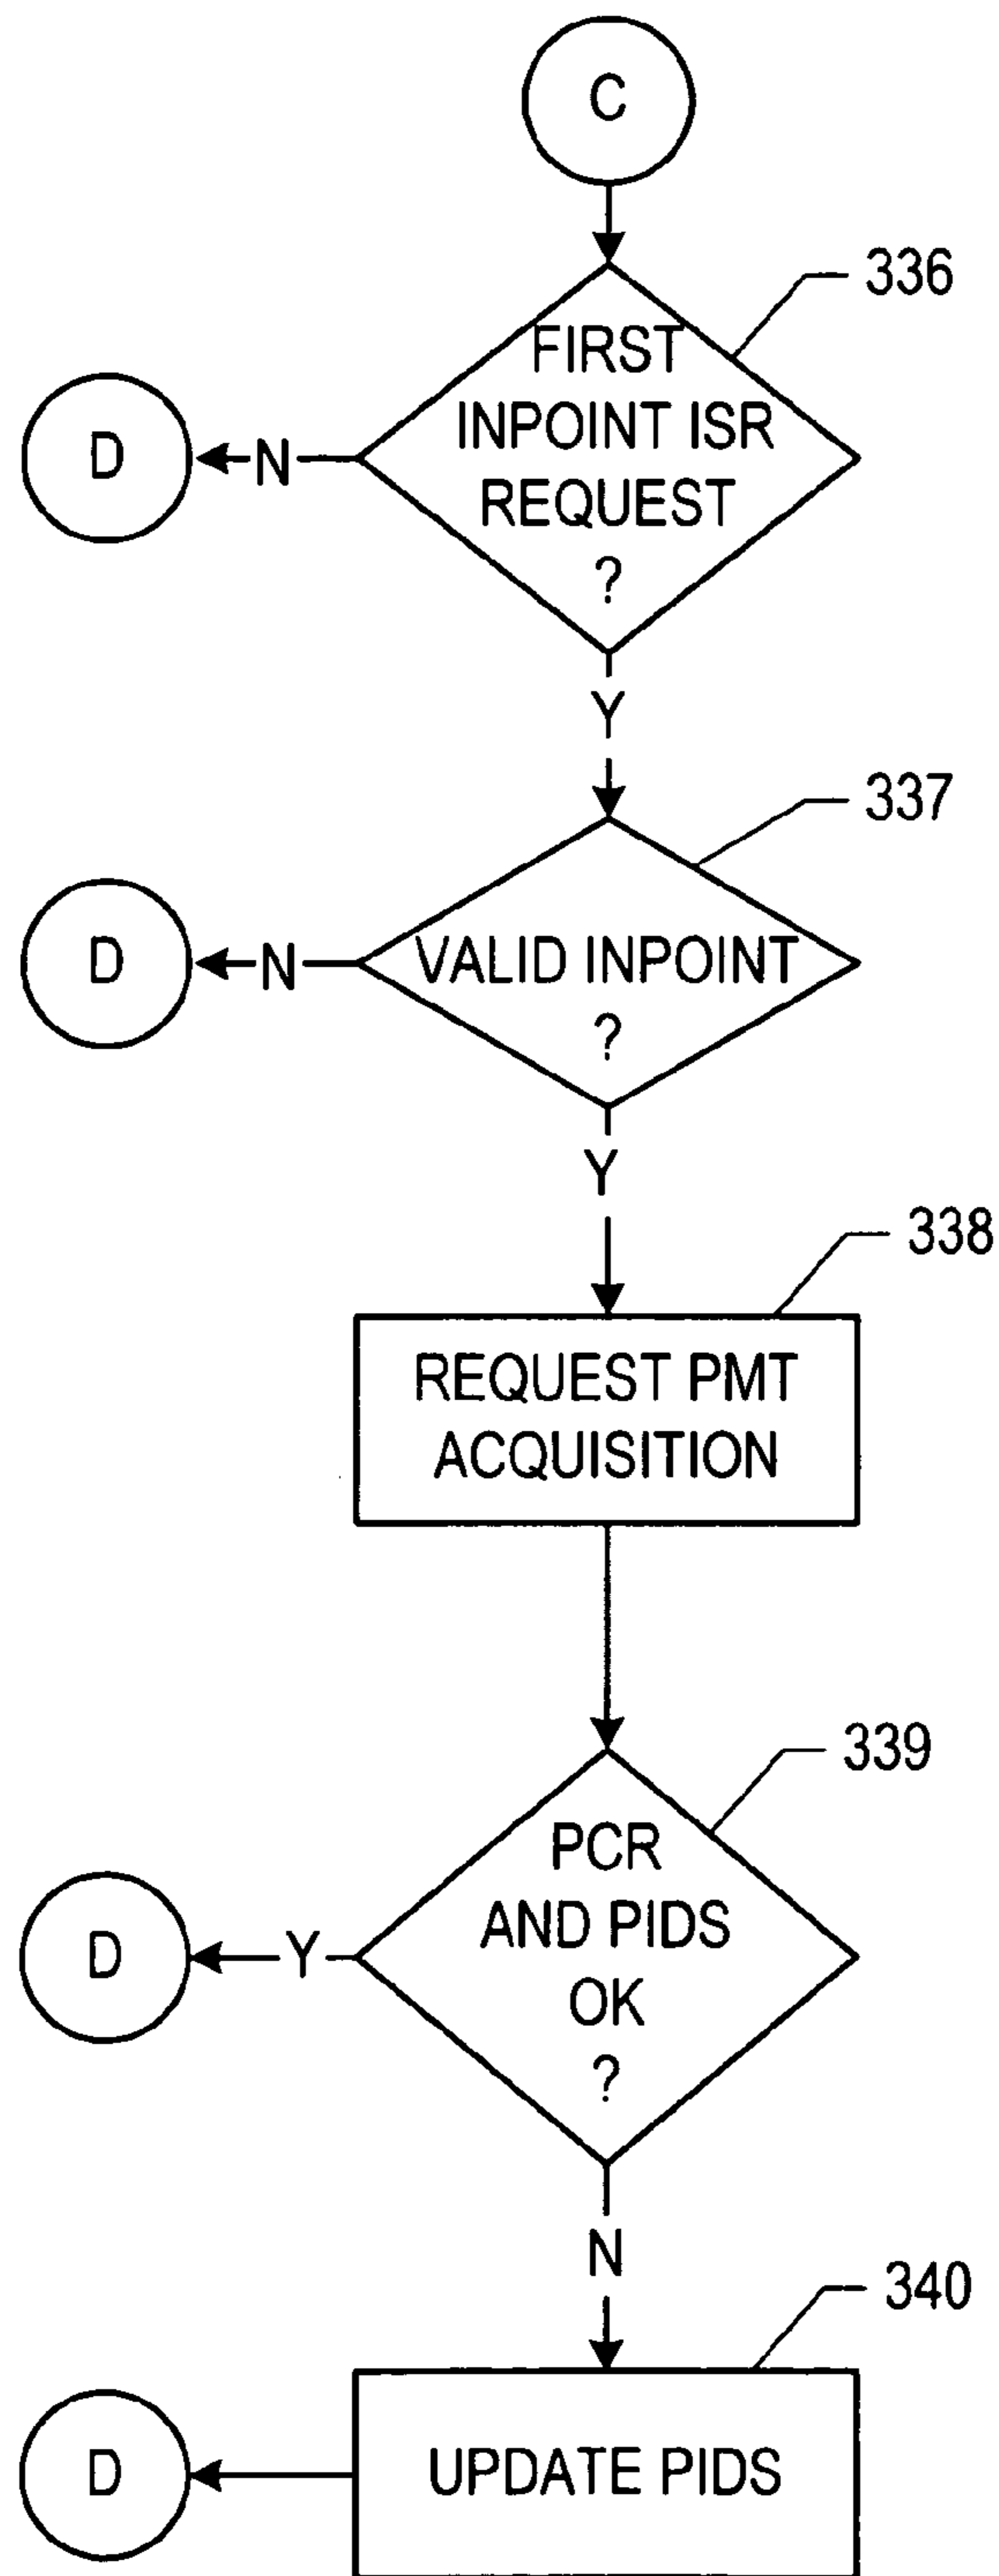 C
336
FIRST
INPOINT ISR
REQUEST
?
D
N
Y
337
VALID INPOINT
?
D
N
Y
338
REQUEST PMT
ACQUISITION
339
PCR
AND PIDS
OK
?
D
Y
N
340
UPDATE PIDS
D